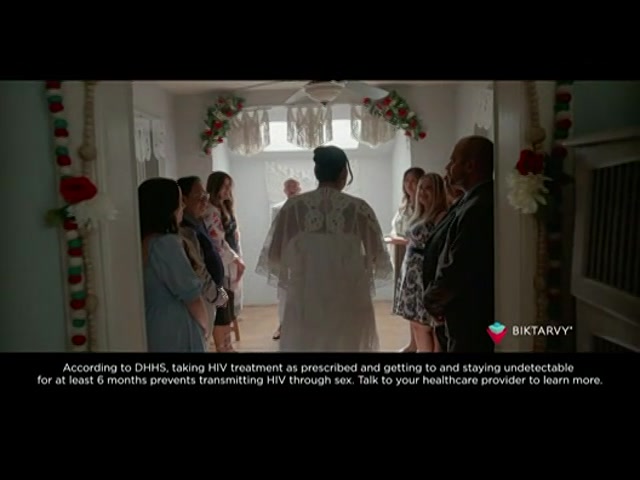 BIKTARVY
According to DHHS, taking HIV treatment as prescribed and getting to and staying undetectable
for at least 6 months prevents transmitting HIV through sex. Talk to your healthcare provider to learn more.